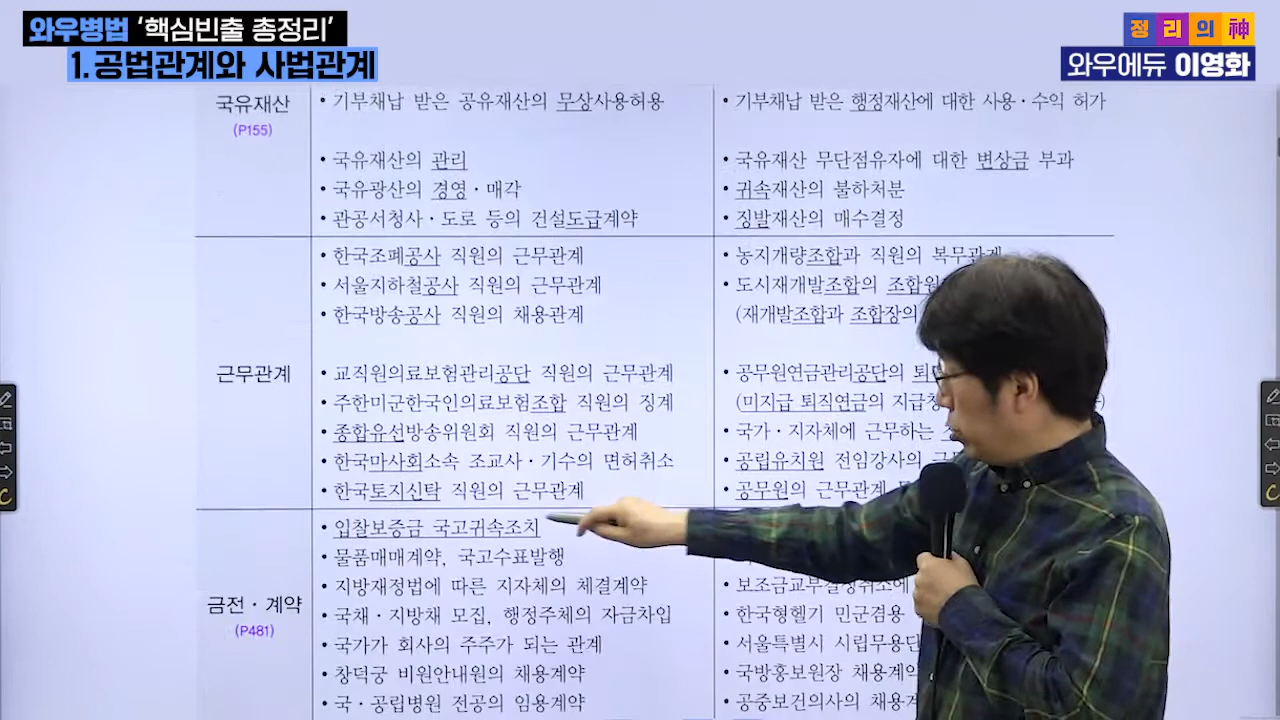 와우병법 '핵심빈출 총정리'
1. 공법관계와 사법관계
정리의神
와우에듀 이영화
국유재산
(P155)
• 기부채납 받은 공유재산의 무상사용허용
• 국유재산의 관리
• 국유광산의 경영·매각
• 관공서청사·도로 등의 건설도급계약
• 기부채납 받은 행정재산에 대한 사용·수익 허가
• 국유재산 무단점유자에 대한 변상금 부과
• 귀속재산의 불하처분
• 징발재산의 매수결정
근무관계
• 한국조폐공사 직원의 근무관계
• 서울지하철공사 직원의 근무관계
• 한국방송공사 직원의 채용관계
• 교직원의료보험관리공단 직원의 근무관계
• 주한미군한국인의료보험조합 직원의 징계
• 종합유선방송위원회 직원의 근무관계
• 한국마사회소속 조교사·기수의 면허취소
• 한국토지신탁 직원의 근무관계
• 농지개량조합과 직원의 복무관계
• 도시재개발조합의 조합원
(재개발조합과 조합장의
• 공무원연금관리공단의
(미지급 퇴직연금의
• 국가·지자체에 근무하는
• 공립유치원 전임강사의
• 공무원의 근무관계
금전·계약
(P481)
• 입찰보증금 국고귀속조치
• 물품매매계약, 국고수표발행
• 지방재정법에 따른 지자체의 체결계약
• 국채·지방채 모집, 행정주체의 자금차입
• 국가가 회사의 주주가 되는 관계
• 창덕궁 비원안내원의 채용계약
• 국·공립병원 전공의 임용계약
• 보조금교부결정취소에
• 한국형헬기 민군겸용
• 서울특별시 시립무용단
• 국방홍보원장 채용계약
• 공중보건의사의